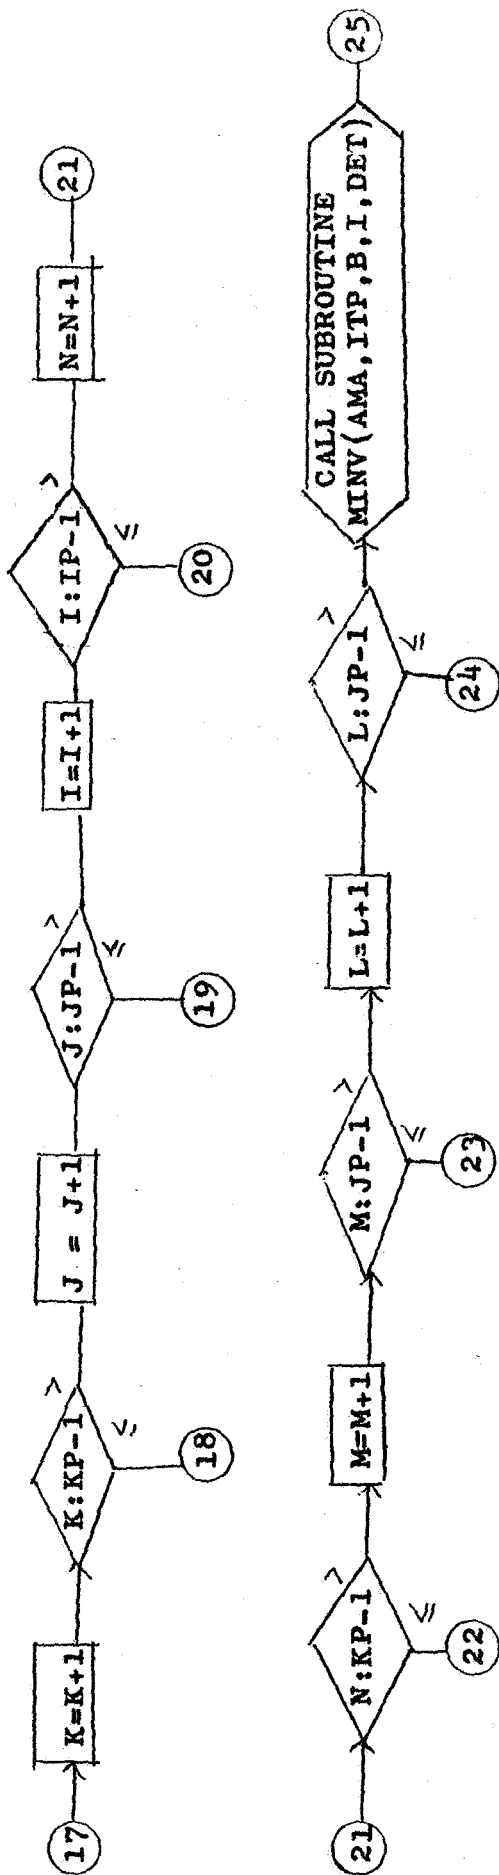 17
K=K+1
K:KP-1
>
≤
18
J = J+1
J:JP-1
>
≤
19
I=I+1
I:IP-1
>
≤
20
N=N+1
21
21
N:KP-1
>
≤
22
M=M+1
M:JP-1
>
≤
23
L=L+1
L:JP-1
>
≤
24
CALL SUBROUTINE
MINV(AMA,ITP,B,1,DET)
25